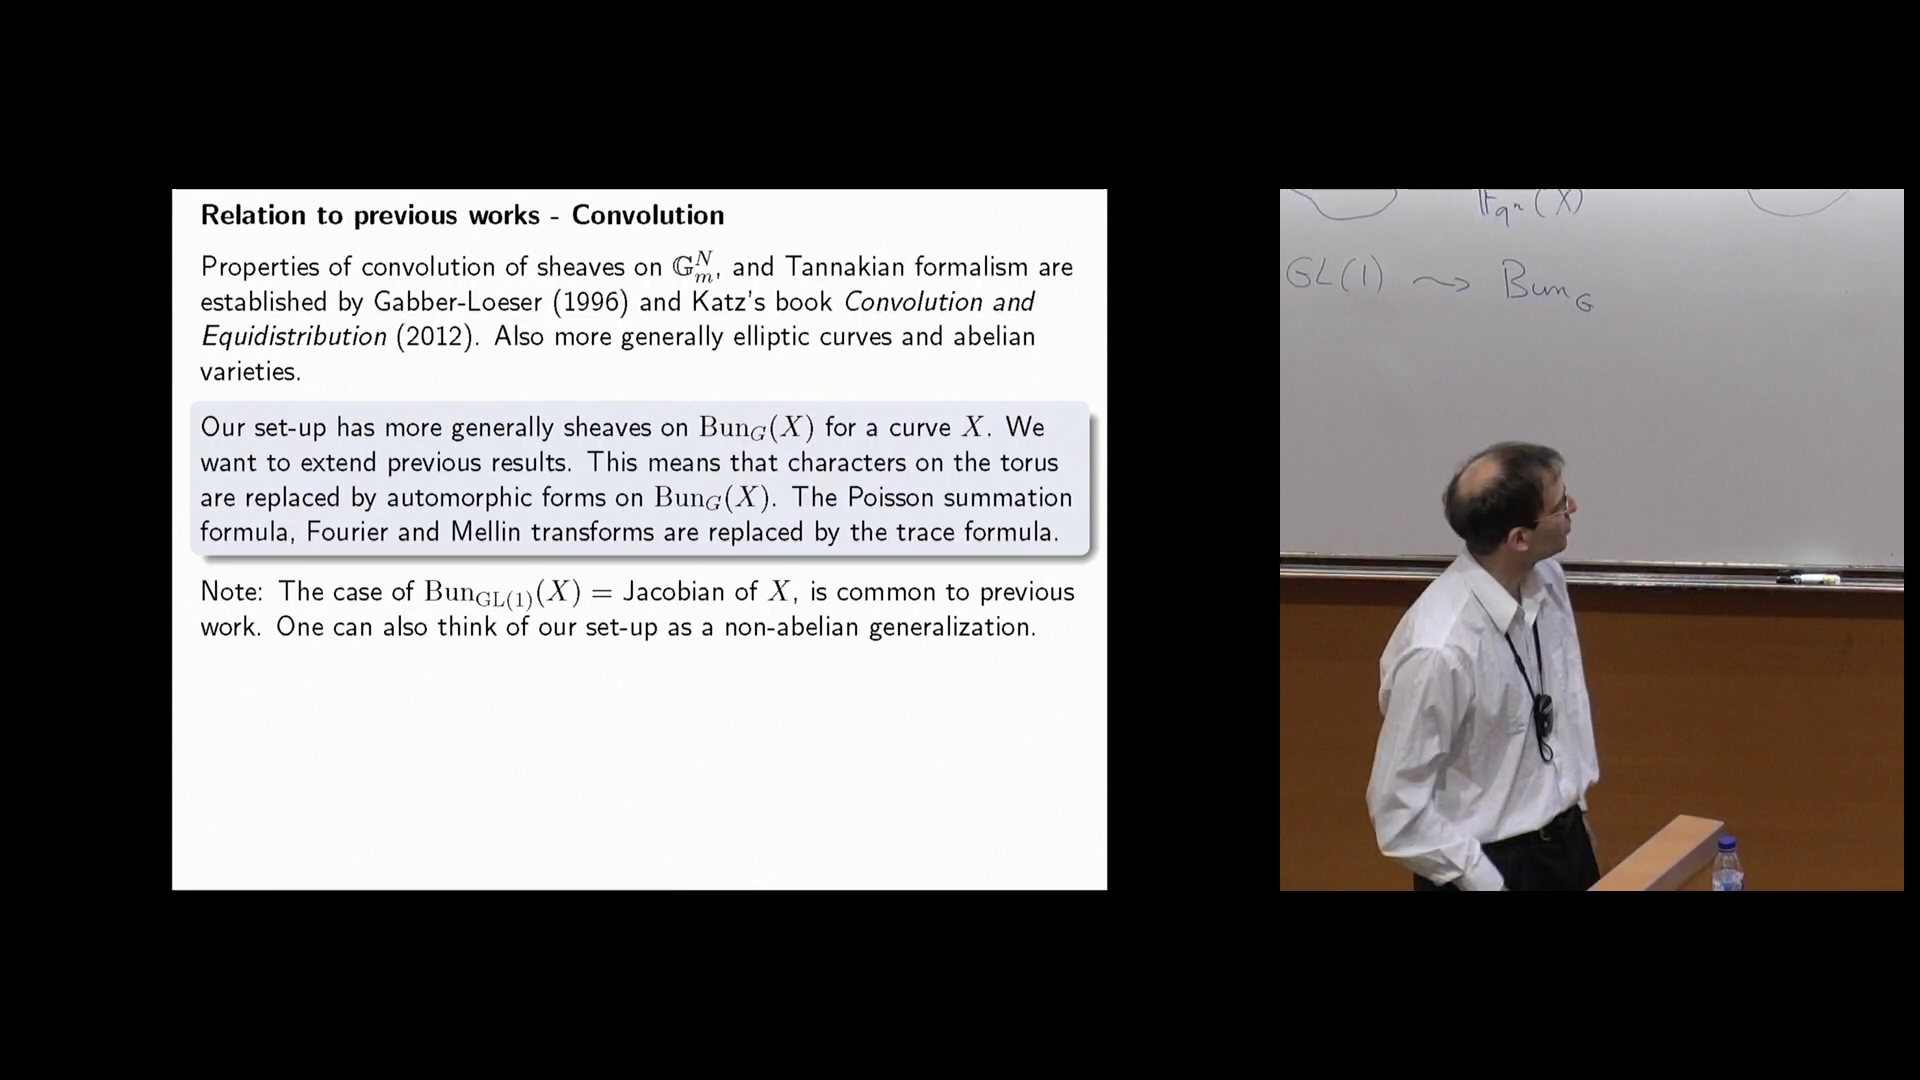 Relation to previous works - Convolution
Properties of convolution of sheaves on 𝔾_m^N, and Tannakian formalism are
established by Gabber-Loeser (1996) and Katz's book Convolution and
Equidistribution (2012). Also more generally elliptic curves and abelian
varieties.
Our set-up has more generally sheaves on Bun_G(X) for a curve X. We
want to extend previous results. This means that characters on the torus
are replaced by automorphic forms on Bun_G(X). The Poisson summation
formula, Fourier and Mellin transforms are replaced by the trace formula.
Note: The case of Bun_GL(1)(X) = Jacobian of X, is common to previous
work. One can also think of our set-up as a non-abelian generalization.
GL(1) ⇝ Bun_G